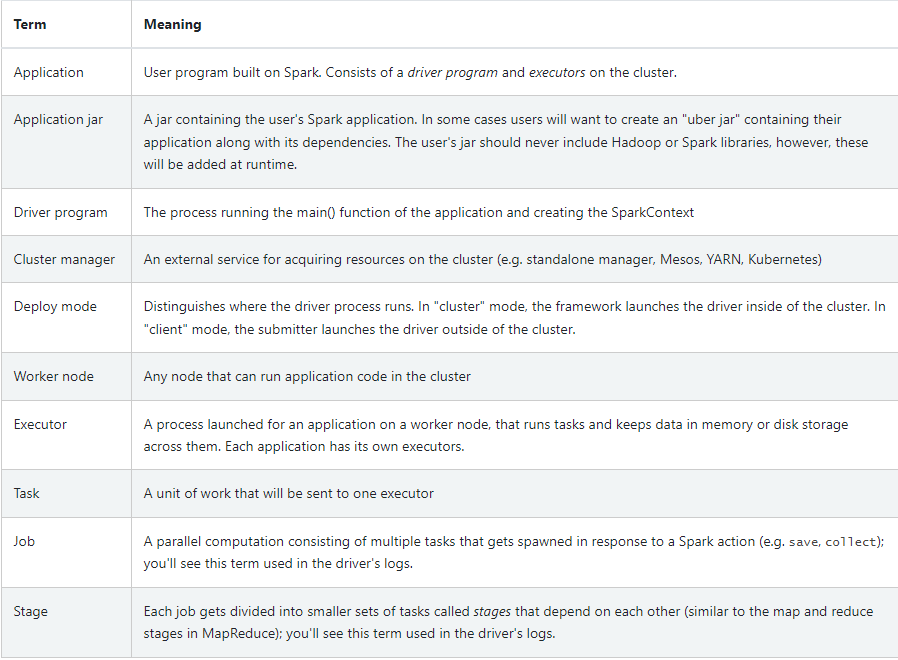 Term Meaning
Application User program built on Spark. Consists of a driver program and executors on the cluster.
Application jar A jar containing the user's Spark application. In some cases users will want to create an "uber jar" containing their
application along with its dependencies. The user's jar should never include Hadoop or Spark libraries, however, these
will be added at runtime.
Driver program The process running the main() function of the application and creating the SparkContext
Cluster manager An external service for acquiring resources on the cluster (e.g. standalone manager, Mesos, YARN, Kubernetes)
Deploy mode Distinguishes where the driver process runs. In "cluster" mode, the framework launches the driver inside of the cluster. In
"client" mode, the submitter launches the driver outside of the cluster.
Worker node Any node that can run application code in the cluster
Executor A process launched for an application on a worker node, that runs tasks and keeps data in memory or disk storage
across them. Each application has its own executors.
Task A unit of work that will be sent to one executor
Job A parallel computation consisting of multiple tasks that gets spawned in response to a Spark action (e.g. save, collect);
you'll see this term used in the driver's logs.
Stage Each job gets divided into smaller sets of tasks called stages that depend on each other (similar to the map and reduce
stages in MapReduce); you'll see this term used in the driver's logs.